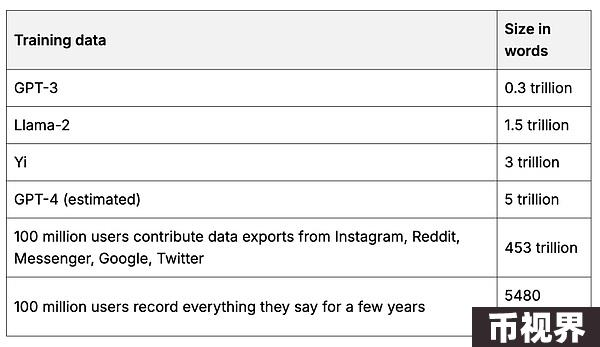 Training data
Size in
words
GPT-3
0.3 trillion
Llama-2
1.5 trillion
Yi
3 trillion
GPT-4 (estimated)
5 trillion
100 million users contribute data exports from Instagram, Reddit,
Messenger, Google, Twitter
453 trillion
100 million users record everything they say for a few years
5480
币视界